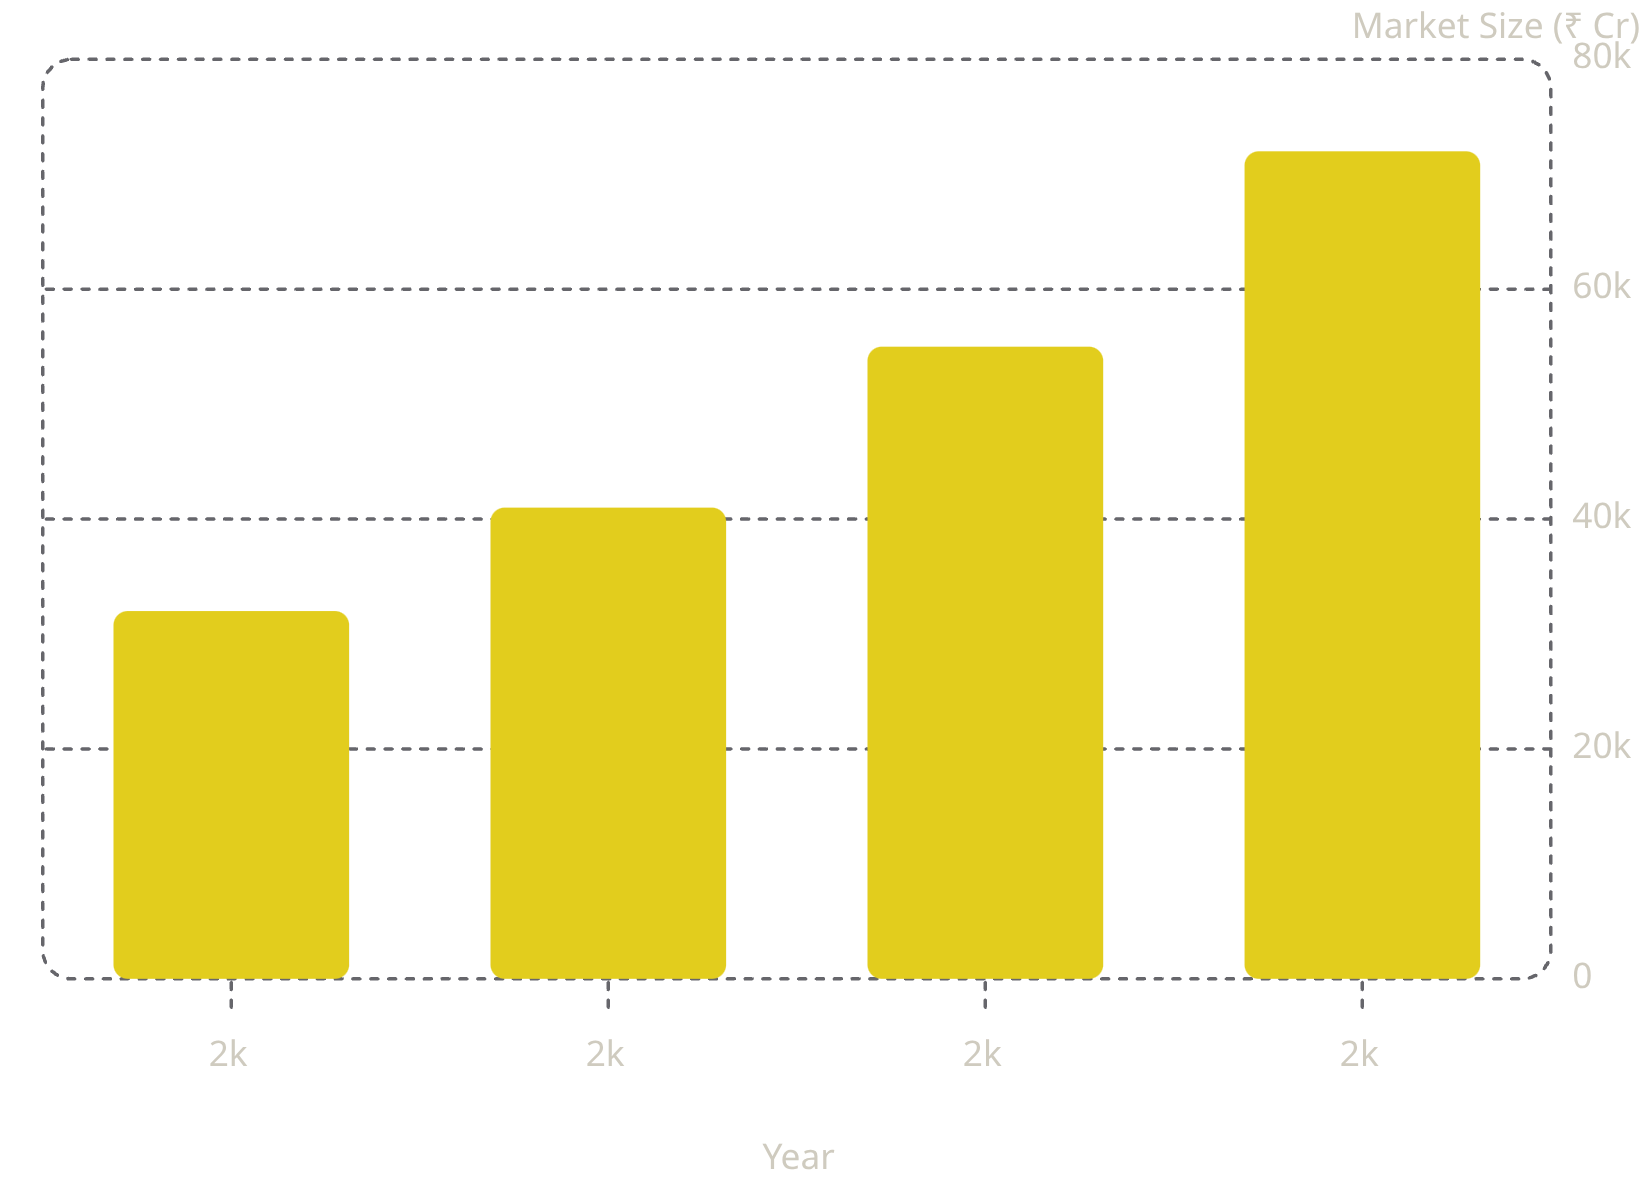 Market Size (₹ Cr)
80k
60k
40k
20k
0
2k 2k 2k 2k
Year